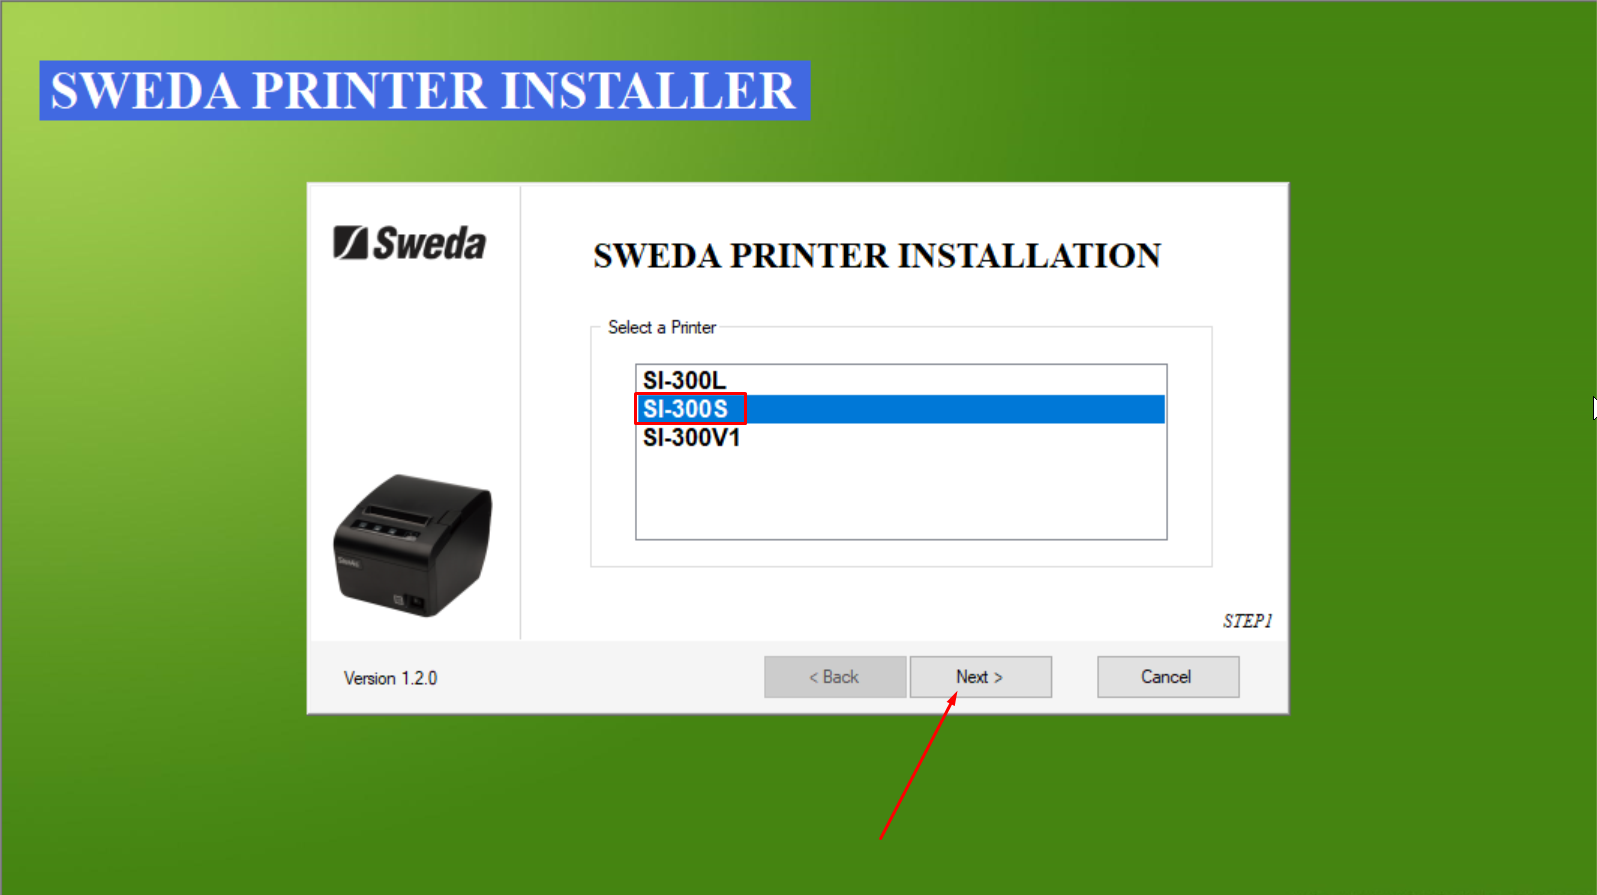 SWEDA PRINTER INSTALLER
Sweda
SWEDA PRINTER INSTALLATION
Select a Printer
SI-300L
SI-300S
SI-300V1
Sweda
STEP1
Version 1.2.0
< Back
Next >
Cancel